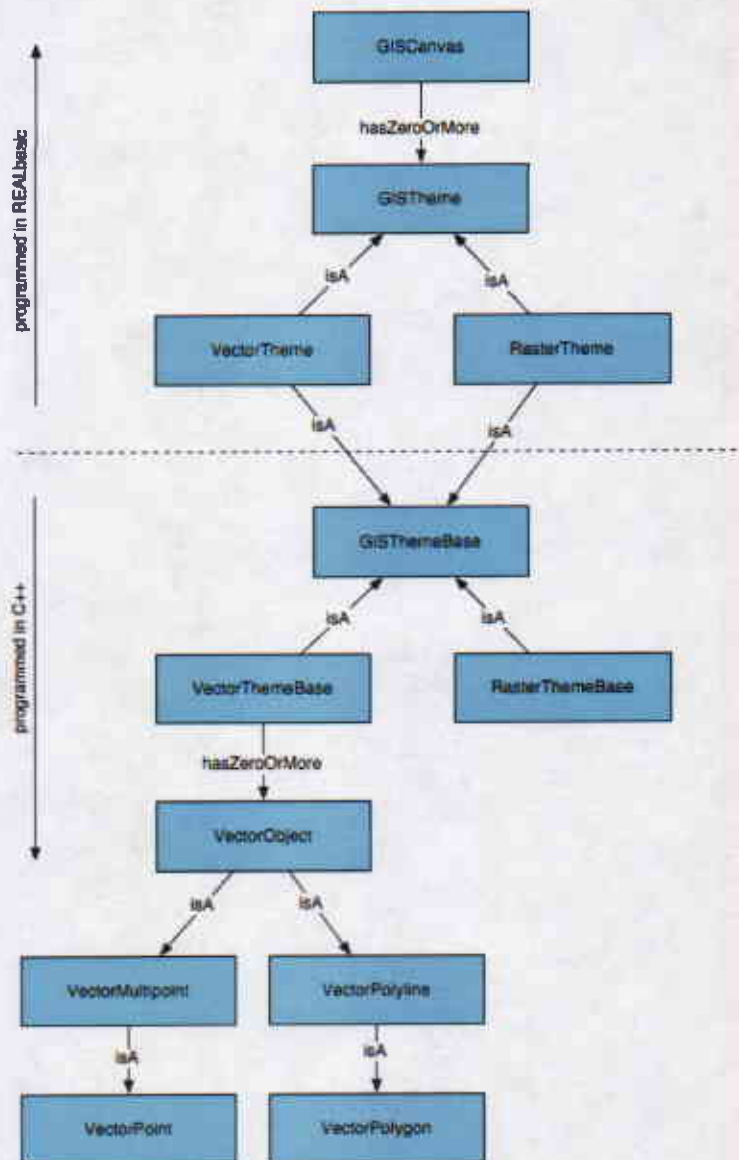 GISCanvas
hasZeroOrMore
programmed in REALbasic
GISTheme
isA
isA
VectorTheme
RasterTheme
isA
isA
GISThemeBase
programmed in C++
isA
isA
VectorThemeBase
RasterThemeBase
hasZeroOrMore
VectorObject
isA
isA
VectorMultipoint
VectorPolyline
isA
isA
VectorPoint
VectorPolygon